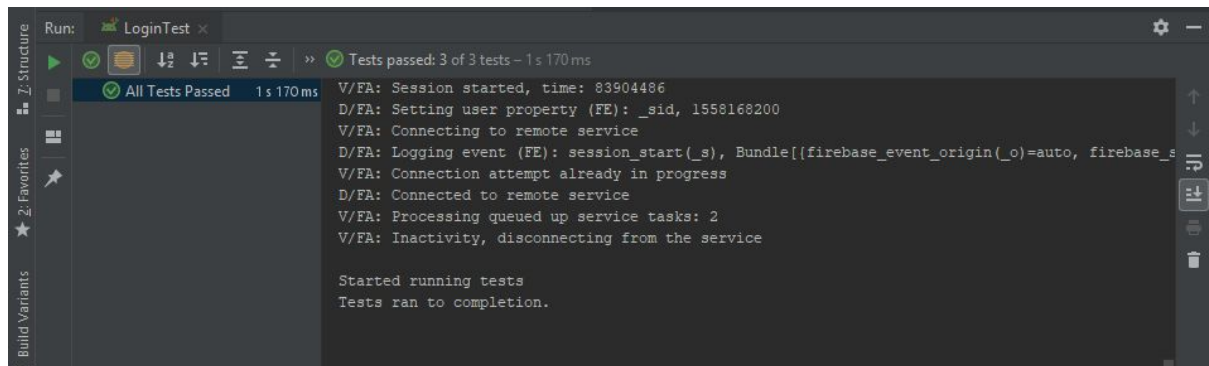 Run: LoginTest
Tests passed: 3 of 3 tests – 1 s 170 ms
All Tests Passed 1 s 170 ms
V/FA: Session started, time: 83904486
D/FA: Setting user property (FE): _sid, 1558168200
V/FA: Connecting to remote service
D/FA: Logging event (FE): session_start(_s), Bundle[{firebase_event_origin(_o)=auto, firebase_s
V/FA: Connection attempt already in progress
D/FA: Connected to remote service
V/FA: Processing queued up service tasks: 2
V/FA: Inactivity, disconnecting from the service
Started running tests
Tests ran to completion.
Z: Structure
2: Favorites
Build Variants